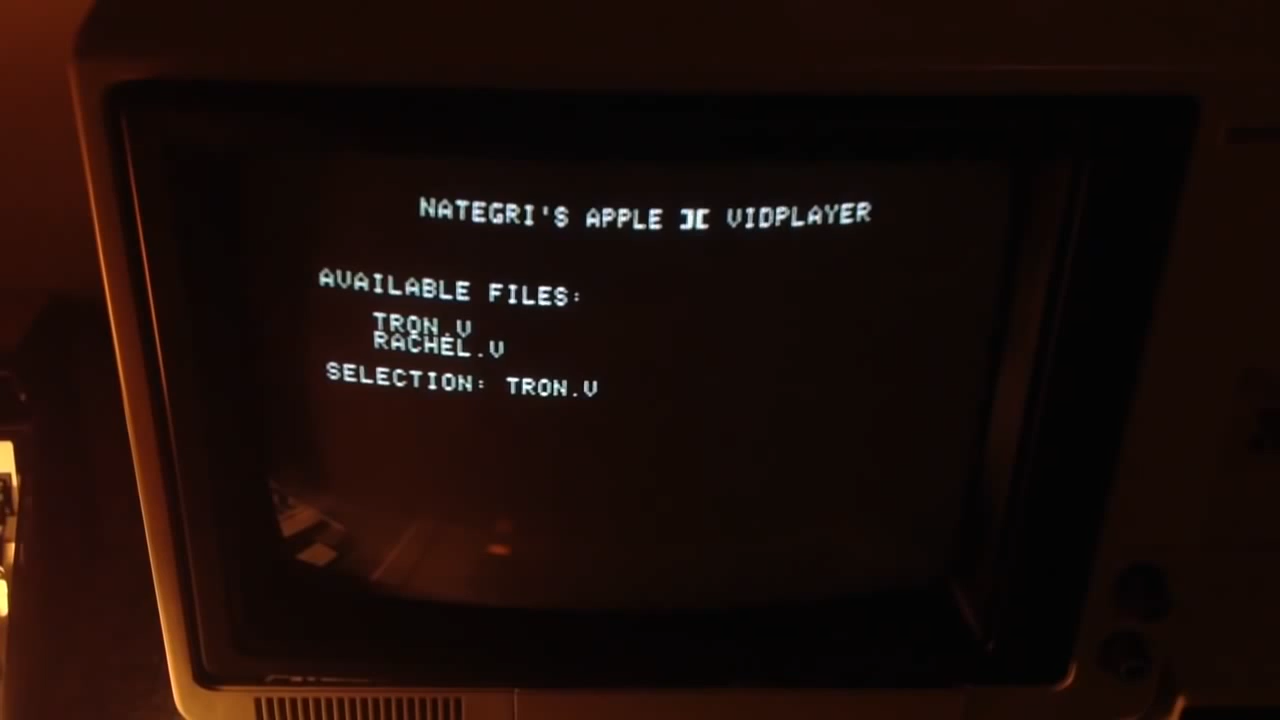 NATEGRI'S APPLE ][ VIDPLAYER
AVAILABLE FILES:
TRON.V
RACHEL.V
SELECTION: TRON.V